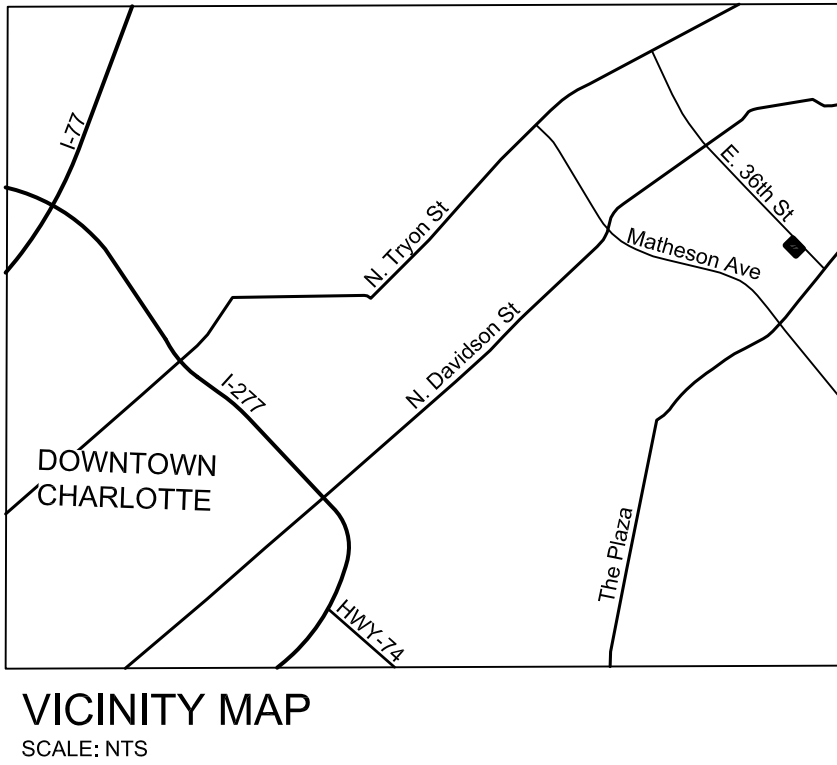 I-77
E. 36th St
N. Tryon St
Matheson Ave
N. Davidson St
I-277
DOWNTOWN
CHARLOTTE
The Plaza
HWY-74
VICINITY MAP
SCALE: NTS